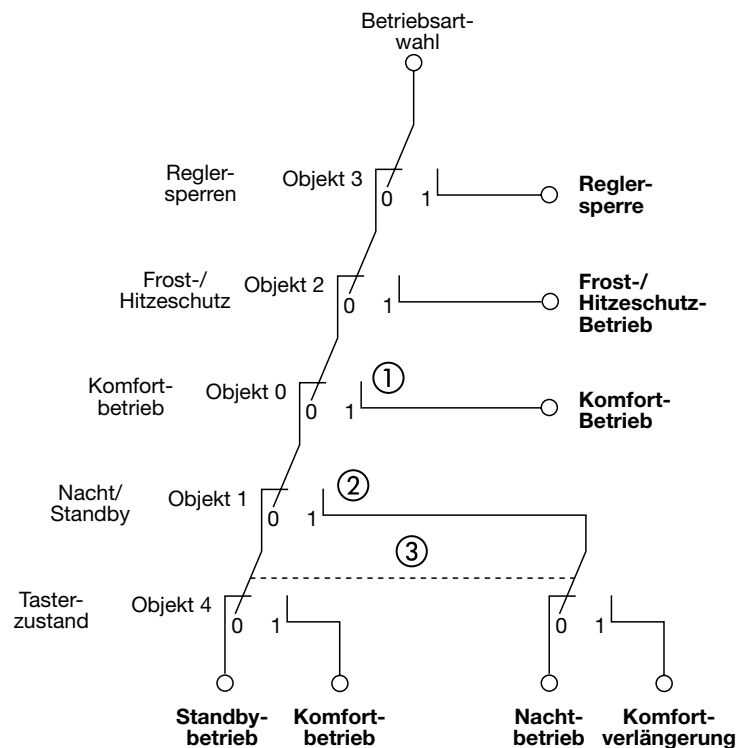 Betriebsart-
wahl
Regler-
sperren
Objekt 3
0 1
Regler-
sperre
Frost-/
Hitzeschutz
Objekt 2
0 1
Frost-/
Hitzeschutz-
Betrieb
Komfort-
betrieb
Objekt 0
0 1
①
Komfort-
Betrieb
Nacht/
Standby
Objekt 1
0 1
②
③
Taster-
zustand
Objekt 4
0 1
0 1
Standby-
betrieb
Komfort-
betrieb
Nacht-
betrieb
Komfort-
verlängerung